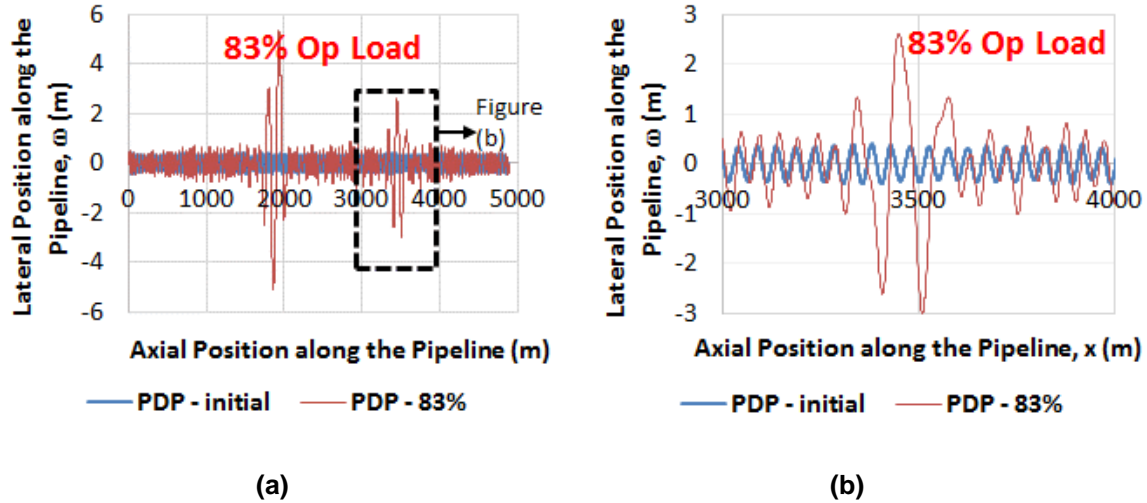 Lateral Position along the
Pipeline, ω (m)
6
4
2
0
-2
-4
-6
83% Op Load
Figure
(b)
0
1000
2000
3000
4000
5000
Axial Position along the Pipeline (m)
PDP - initial
PDP - 83%
(a)
Lateral Position along the
Pipeline, ω (m)
3
2
1
0
-1
-2
-3
83% Op Load
3000
3500
4000
Axial Position along the Pipeline, x (m)
PDP - initial
PDP - 83%
(b)